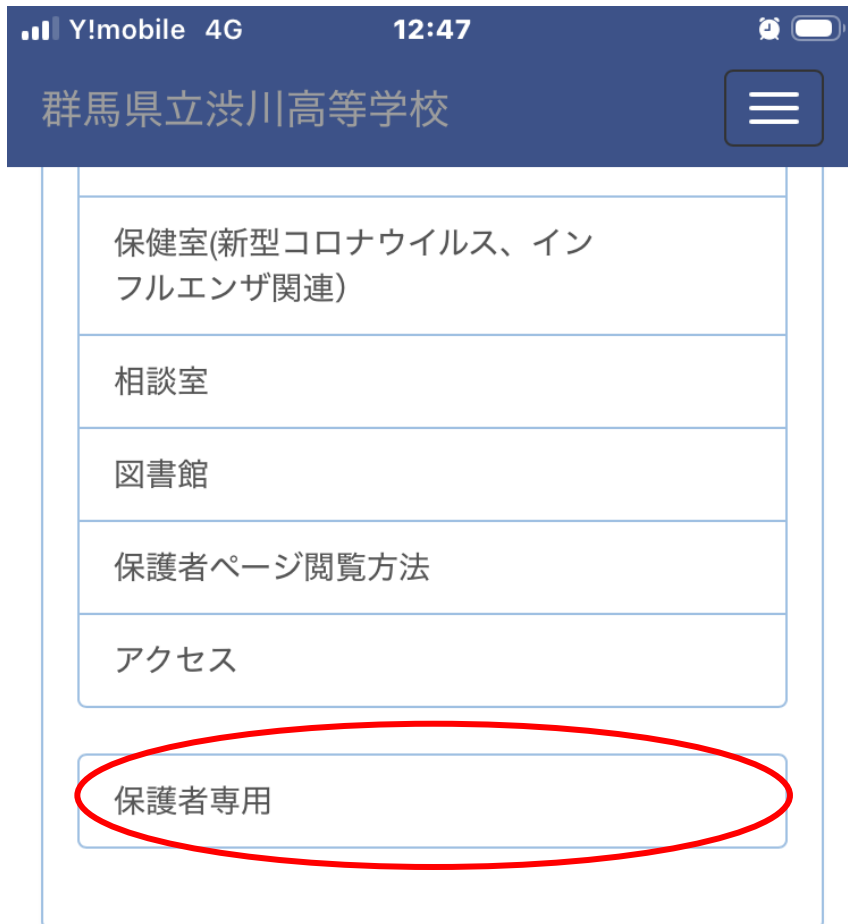 Y!mobile 4G 12:47
群馬県立渋川高等学校
保健室(新型コロナウイルス、イン
フルエンザ関連）
相談室
図書館
保護者ページ閲覧方法
アクセス
保護者専用